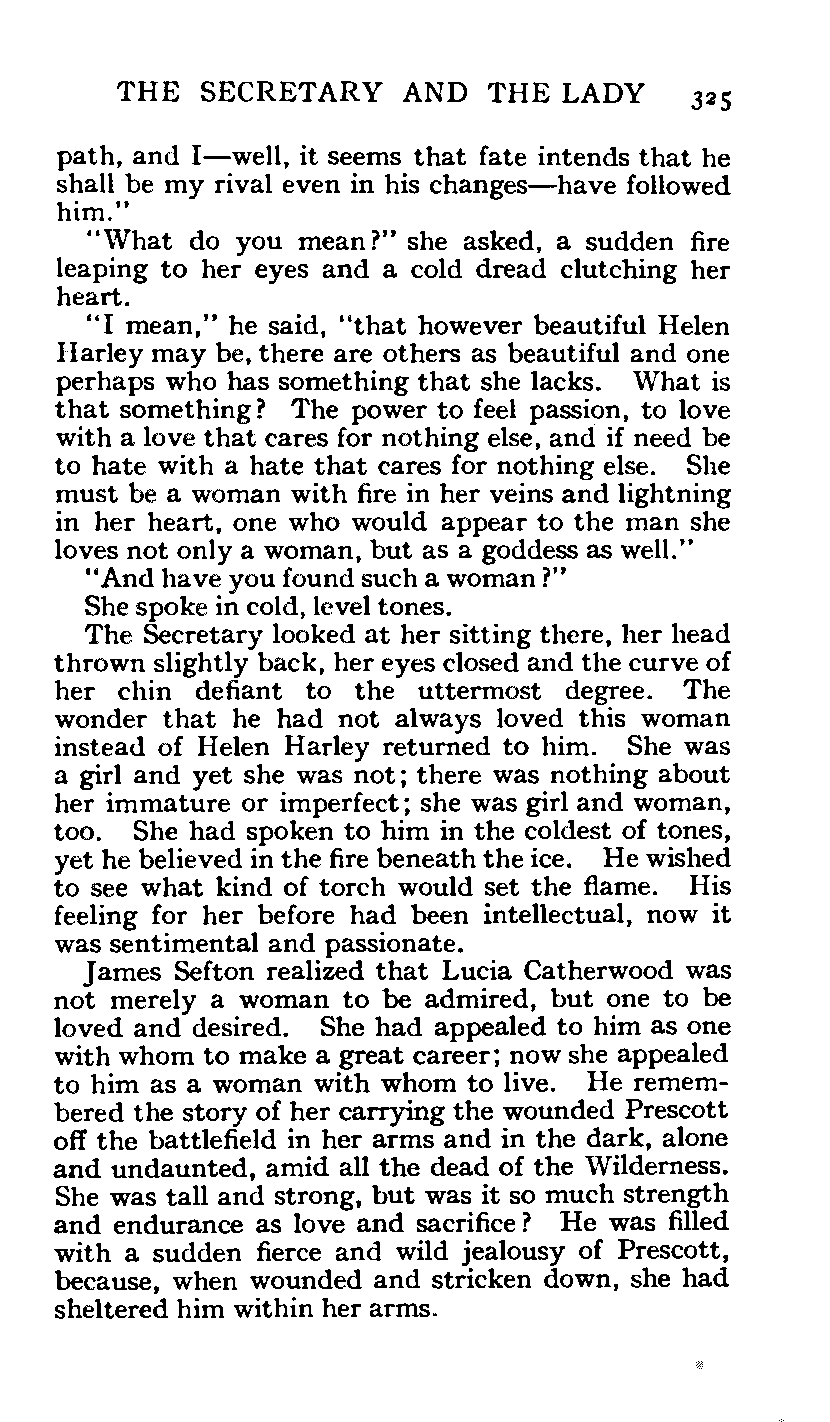 THE SECRETARY AND THE LADY 325
path, and I—well, it seems that fate intends that he
shall be my rival even in his changes—have followed
him."
"What do you mean?" she asked, a sudden fire
leaping to her eyes and a cold dread clutching her
heart.
"I mean," he said, "that however beautiful Helen
Harley may be, there are others as beautiful and one
perhaps who has something that she lacks. What is
that something? The power to feel passion, to love
with a love that cares for nothing else, and if need be
to hate with a hate that cares for nothing else. She
must be a woman with fire in her veins and lightning
in her heart, one who would appear to the man she
loves not only a woman, but as a goddess as well."
"And have you found such a woman?"
She spoke in cold, level tones.
The Secretary looked at her sitting there, her head
thrown slightly back, her eyes closed and the curve of
her chin defiant to the uttermost degree. The
wonder that he had not always loved this woman
instead of Helen Harley returned to him. She was
a girl and yet she was not; there was nothing about
her immature or imperfect; she was girl and woman,
too. She had spoken to him in the coldest of tones,
yet he believed in the fire beneath the ice. He wished
to see what kind of torch would set the flame. His
feeling for her before had been intellectual, now it
was sentimental and passionate.
James Sefton realized that Lucia Catherwood was
not merely a woman to be admired, but one to be
loved and desired. She had appealed to him as one
with whom to make a great career; now she appealed
to him as a woman with whom to live. He remem-
bered the story of her carrying the wounded Prescott
off the battlefield in her arms and in the dark, alone
and undaunted, amid all the dead of the Wilderness.
She was tall and strong, but was it so much strength
and endurance as love and sacrifice? He was filled
with a sudden fierce and wild jealousy of Prescott,
because, when wounded and stricken down, she had
sheltered him within her arms.